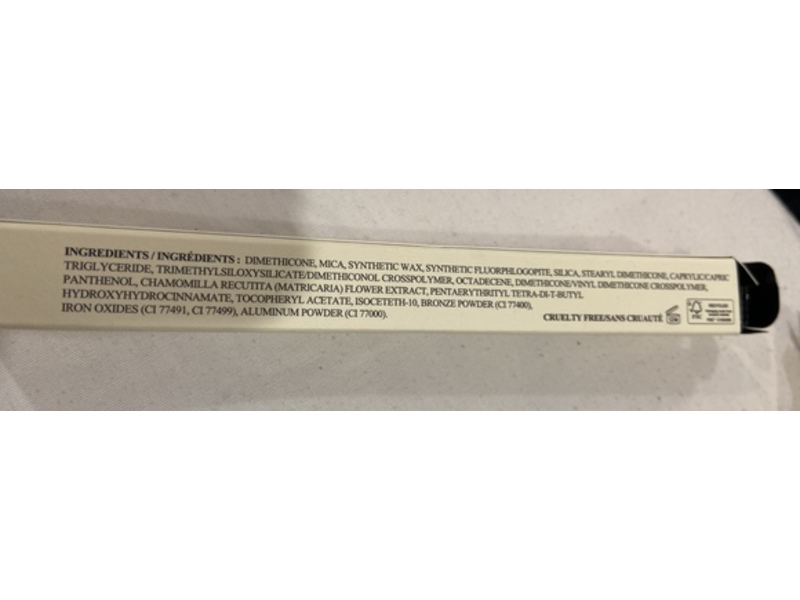 INGREDIENTS / INGRÉDIENTS : DIMETHICONE, MICA, SYNTHETIC WAX, SYNTHETIC FLUORPHLOGOPITE, SILICA, STEARYL DIMETHICONE, CAPRYLIC/CAPRIC
TRIGLYCERIDE, TRIMETHYLSILOXYSILICATE/DIMETHICONOL CROSSPOLYMER, OCTADECENE, DIMETHICONE/VINYL DIMETHICONE CROSSPOLYMER,
PANTHENOL, CHAMOMILLA RECUTITA (MATRICARIA) FLOWER EXTRACT, PENTAERYTHRITYL TETRA-DI-T-BUTYL
HYDROXYHYDROCINNAMATE, TOCOPHERYL ACETATE, ISOCETETH-10, BRONZE POWDER (CI 77400),
IRON OXIDES (CI 77491, CI 77499), ALUMINUM POWDER (CI 77000).
CRUELTY FREE/SANS CRUAUTÉ
FSC